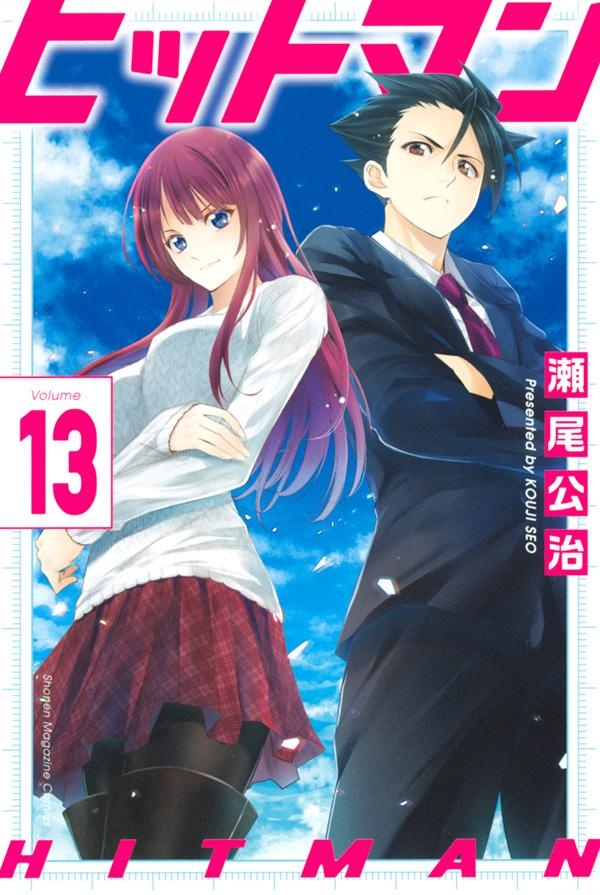 ヒットマン
Volume
13
瀬尾公治
Presented by KOUJI SEO
Shonen Magazine Comics
HITMAN